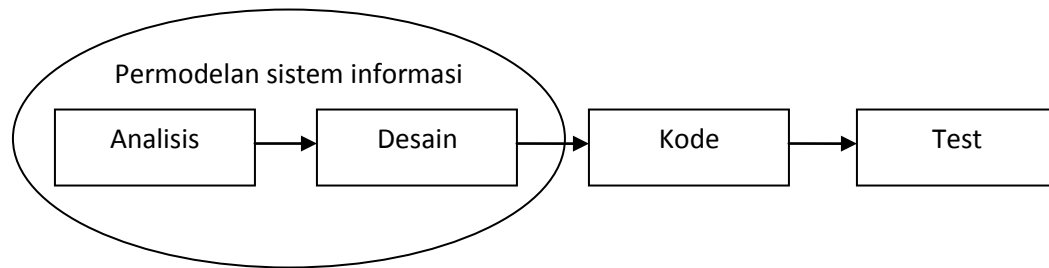 Permodelan sistem informasi
Analisis
Desain
Kode
Test